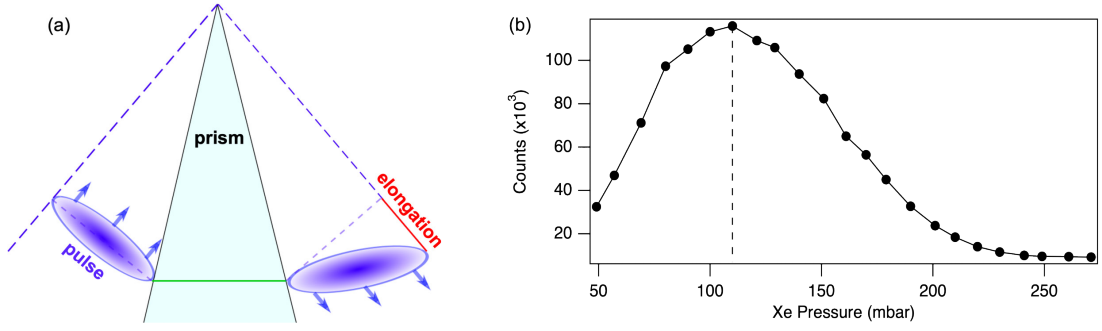 (a)
prism
pulse
elongation
(b)
Counts (x10³)
100
80
60
40
20
50
100
150
200
250
Xe Pressure (mbar)